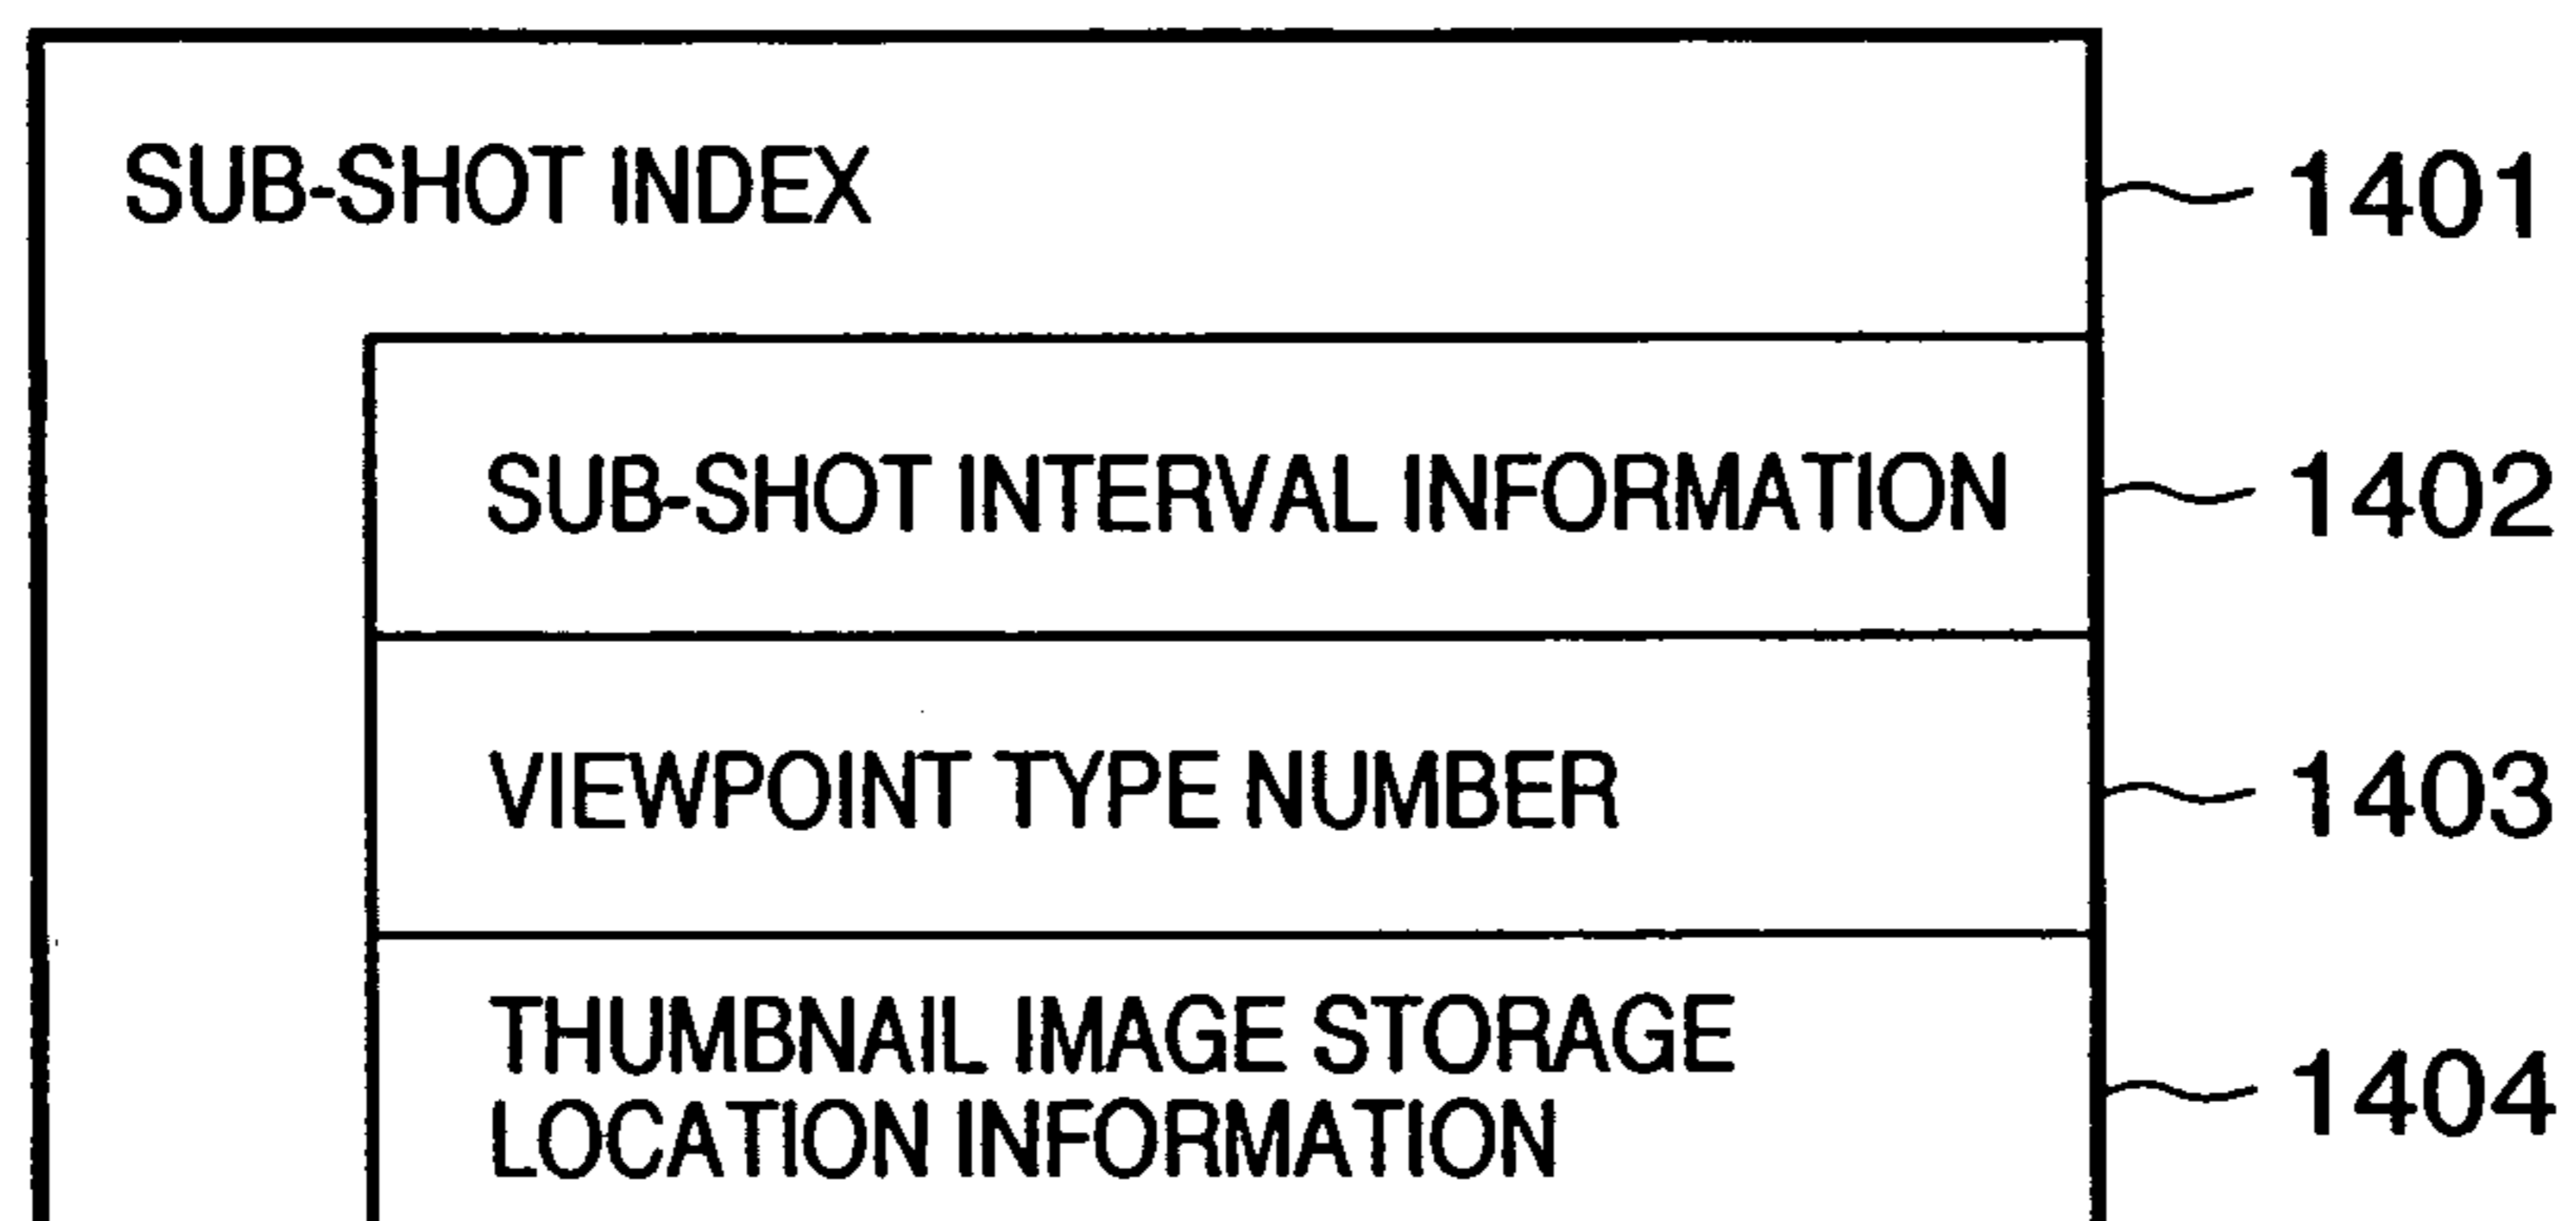 SUB-SHOT INDEX 1401
SUB-SHOT INTERVAL INFORMATION 1402
VIEWPOINT TYPE NUMBER 1403
THUMBNAIL IMAGE STORAGE
LOCATION INFORMATION 1404